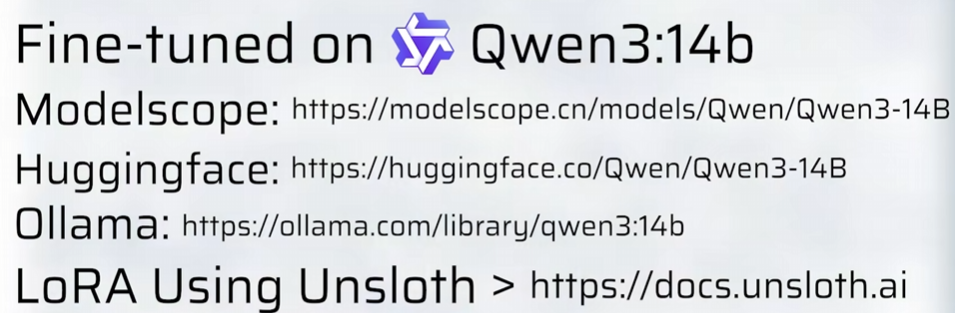 Fine-tuned on Qwen3:14b
Modelscope: https://modelscope.cn/models/Qwen/Qwen3-14B
Huggingface: https://huggingface.co/Qwen/Qwen3-14B
Ollama: https://ollama.com/library/qwen3:14b
LoRA Using Unsloth > https://docs.unsloth.ai